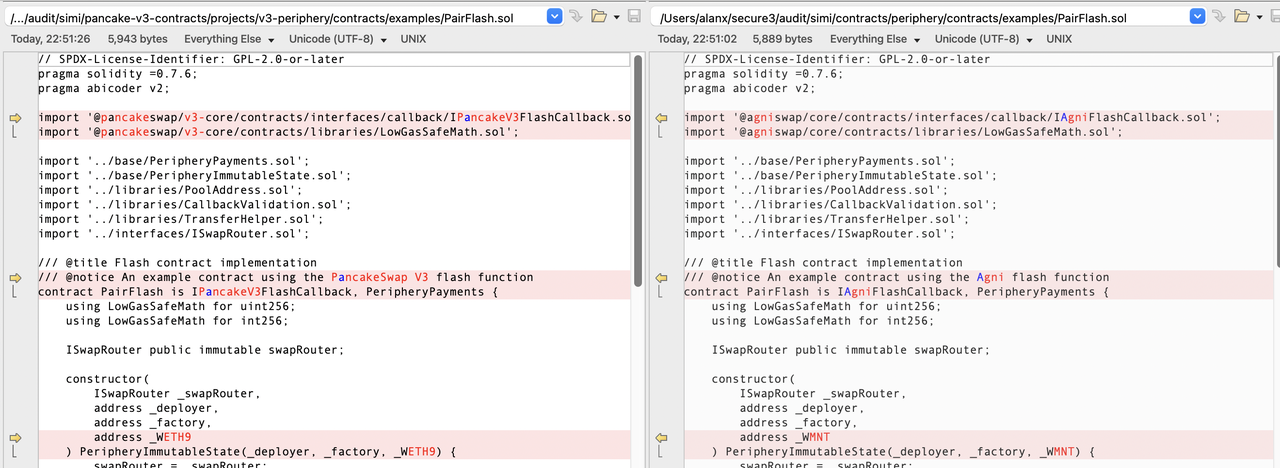 /.../audit/simi/pancake-v3-contracts/projects/v3-periphery/contracts/examples/PairFlash.sol
Today, 22:51:26 5,943 bytes Everything Else Unicode (UTF-8) UNIX
// SPDX-License-Identifier: GPL-2.0-or-later
pragma solidity =0.7.6;
pragma abicoder v2;
import '@pancakeswap/v3-core/contracts/interfaces/callback/IPancakeV3FlashCallback.so
import '@pancakeswap/v3-core/contracts/libraries/LowGasSafeMath.sol';
import '../base/PeripheryPayments.sol';
import '../base/PeripheryImmutableState.sol';
import '../libraries/PoolAddress.sol';
import '../libraries/CallbackValidation.sol';
import '../libraries/TransferHelper.sol';
import '../interfaces/ISwapRouter.sol';
/// @title Flash contract implementation
/// @notice An example contract using the PancakeSwap V3 flash function
contract PairFlash is IPancakeV3FlashCallback, PeripheryPayments {
using LowGasSafeMath for uint256;
using LowGasSafeMath for int256;
ISwapRouter public immutable swapRouter;
constructor(
ISwapRouter _swapRouter,
address _deployer,
address _factory,
address _WETH9
) PeripheryImmutableState(_deployer, _factory, _WETH9) {
swapRouter = _swapRouter;
/Users/alanx/secure3/audit/simi/contracts/periphery/contracts/examples/PairFlash.sol
Today, 22:51:02 5,889 bytes Everything Else Unicode (UTF-8) UNIX
// SPDX-License-Identifier: GPL-2.0-or-later
pragma solidity =0.7.6;
pragma abicoder v2;
import '@agniswap/core/contracts/interfaces/callback/IAgniFlashCallback.sol';
import '@agniswap/core/contracts/libraries/LowGasSafeMath.sol';
import '../base/PeripheryPayments.sol';
import '../base/PeripheryImmutableState.sol';
import '../libraries/PoolAddress.sol';
import '../libraries/CallbackValidation.sol';
import '../libraries/TransferHelper.sol';
import '../interfaces/ISwapRouter.sol';
/// @title Flash contract implementation
/// @notice An example contract using the Agni flash function
contract PairFlash is IAgniFlashCallback, PeripheryPayments {
using LowGasSafeMath for uint256;
using LowGasSafeMath for int256;
ISwapRouter public immutable swapRouter;
constructor(
ISwapRouter _swapRouter,
address _deployer,
address _factory,
address _WMNT
) PeripheryImmutableState(_deployer, _factory, _WMNT) {
swapRouter = _swapRouter;